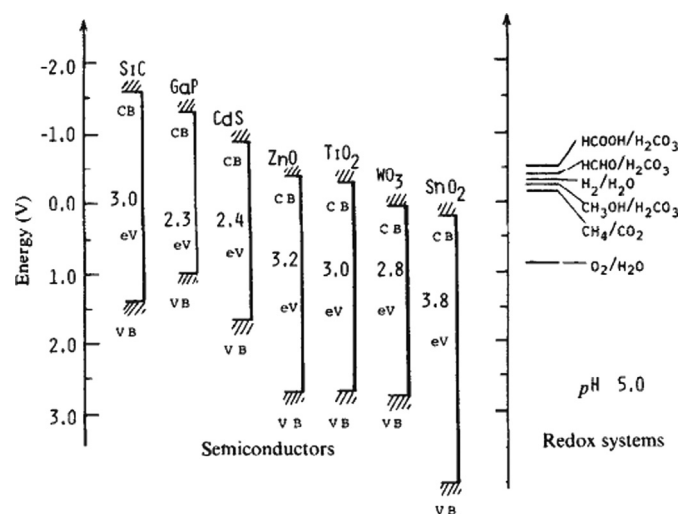 SiC
GaP
CdS
ZnO
TiO2
WO3
SnO2
-2.0
-1.0
0.0
1.0
2.0
3.0
Energy (V)
CB
CB
CB
CB
CB
CB
CB
3.0
eV
2.3
eV
2.4
eV
3.2
eV
3.0
eV
2.8
eV
3.8
eV
VB
VB
VB
VB
VB
VB
VB
Semiconductors
HCOOH/H2CO3
HCHO/H2CO3
H2/H2O
CH3OH/H2CO3
CH4/CO2
O2/H2O
pH 5.0
Redox systems